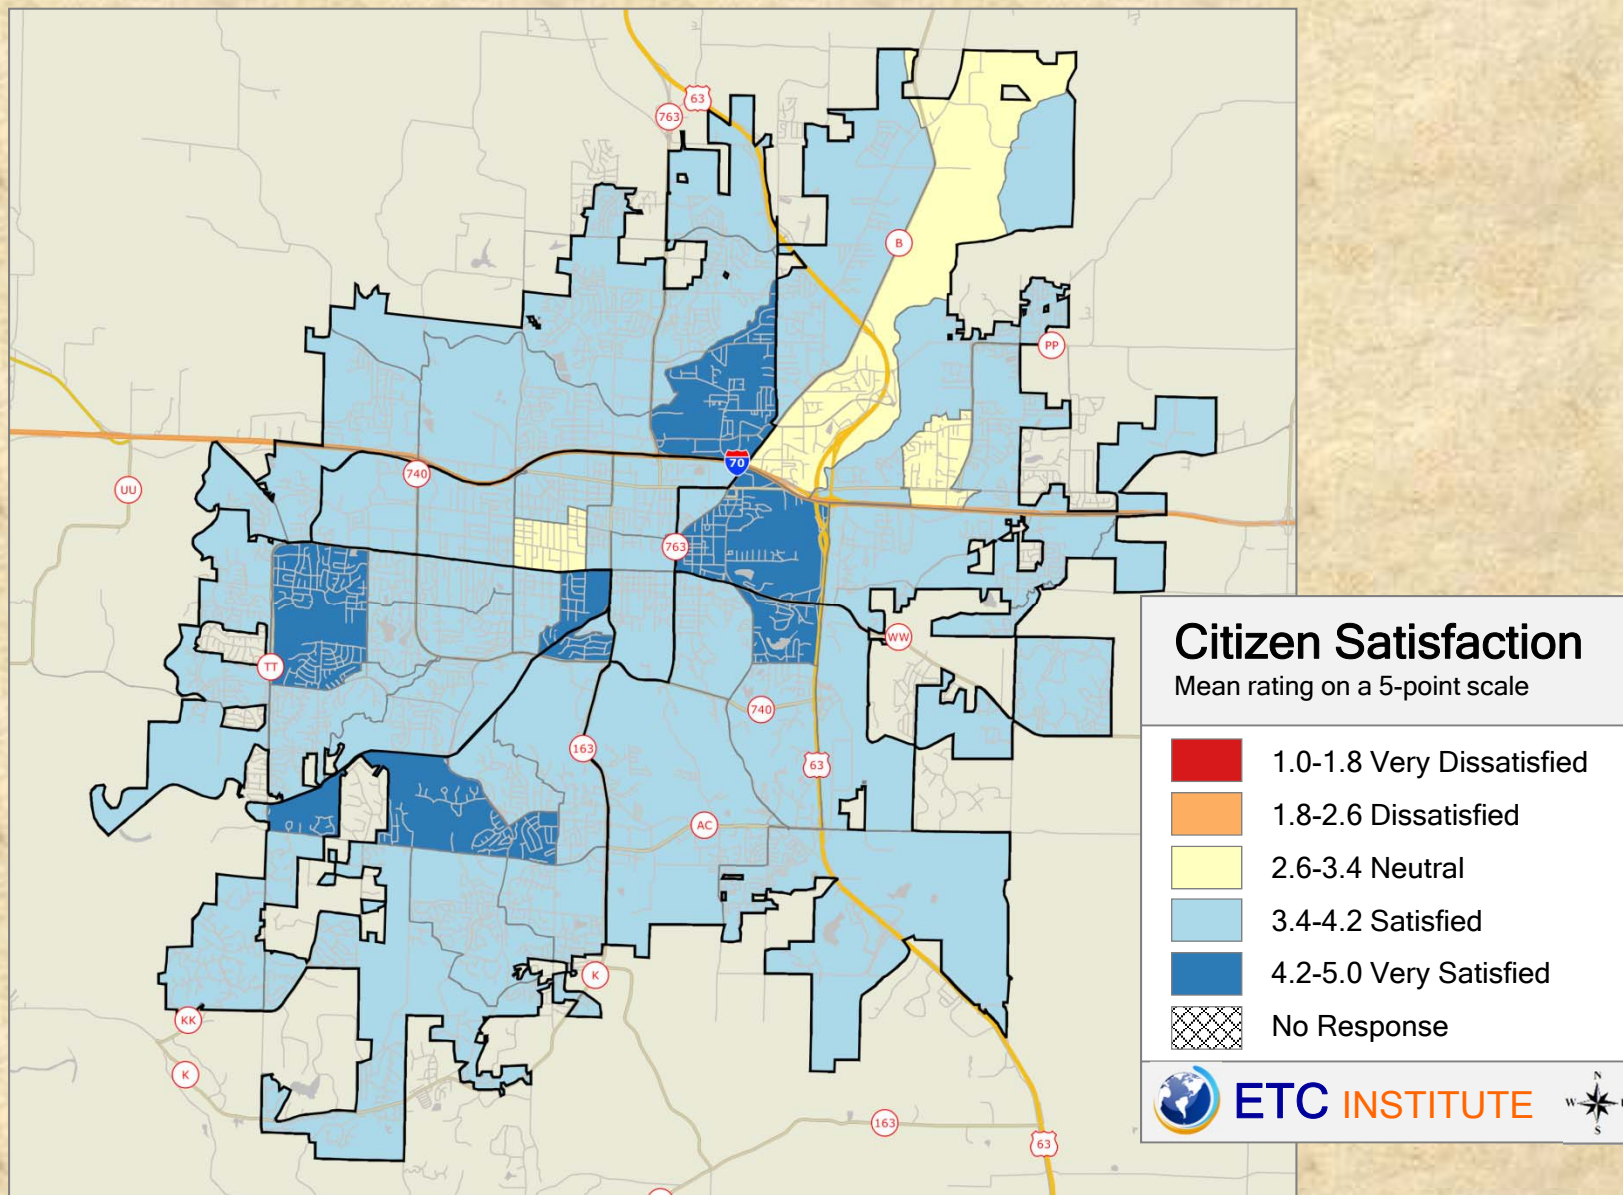 63
763
B
PP
70
740
UU
763
WW
TT
740
163
63
AC
K
KK
K
163
63
Citizen Satisfaction
Mean rating on a 5-point scale
1.0-1.8 Very Dissatisfied
1.8-2.6 Dissatisfied
2.6-3.4 Neutral
3.4-4.2 Satisfied
4.2-5.0 Very Satisfied
No Response
ETC INSTITUTE
N
W
S